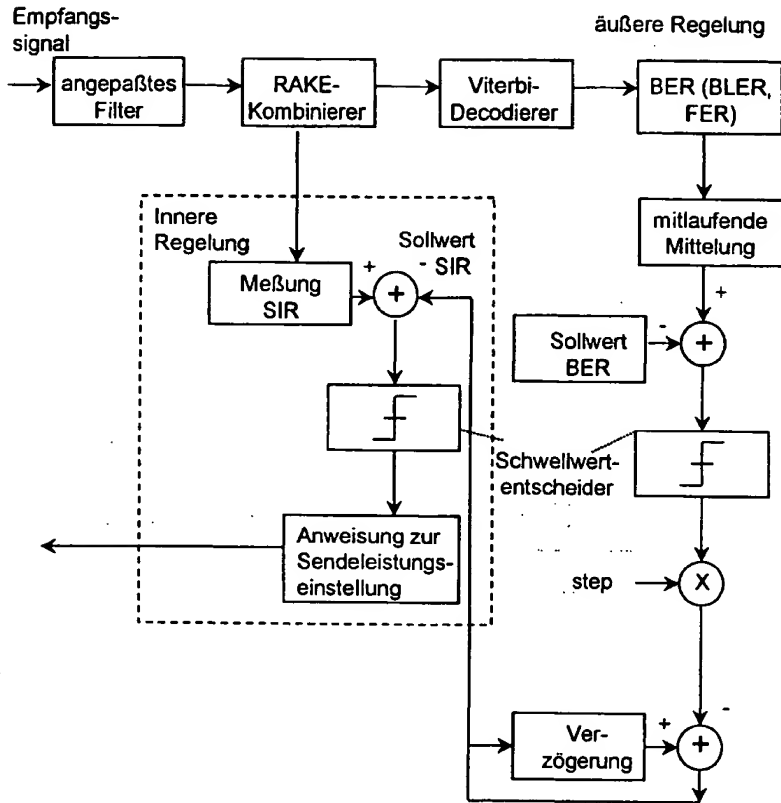 Empfangs-
signal
äußere Regelung
angepaßtes
Filter
RAKE-
Kombinierer
Viterbi-
Decodierer
BER (BLER,
FER)
mitlaufende
Mittelung
Innere
Regelung
Sollwert
- SIR
Meßung
SIR
+
+
+
-
Sollwert
BER
+
Schwellwert-
entscheider
Anweisung zur
Sendeleistungs-
einstellung
step
X
-
Ver-
zögerung
+
+